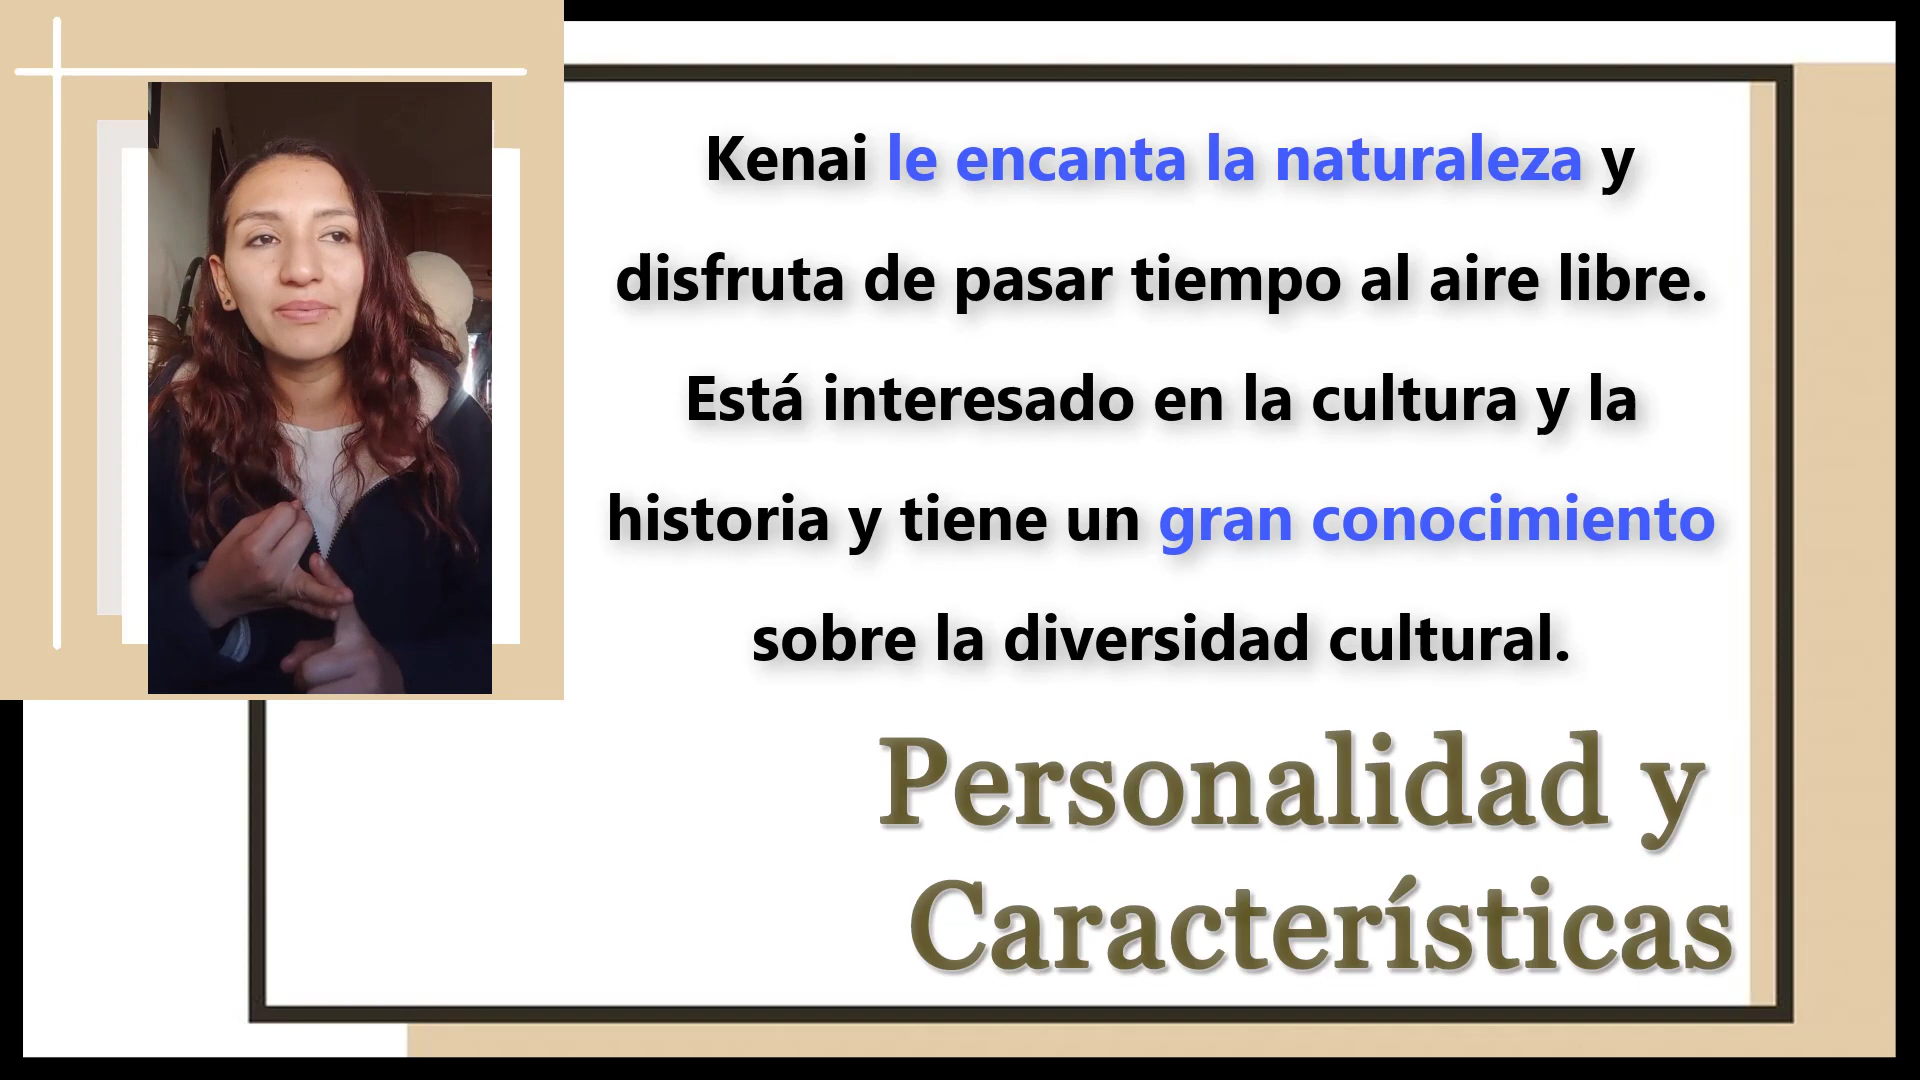 Kenai le encanta la naturaleza y
disfruta de pasar tiempo al aire libre.
Está interesado en la cultura y la
historia y tiene un gran conocimiento
sobre la diversidad cultural.
Personalidad y
Características